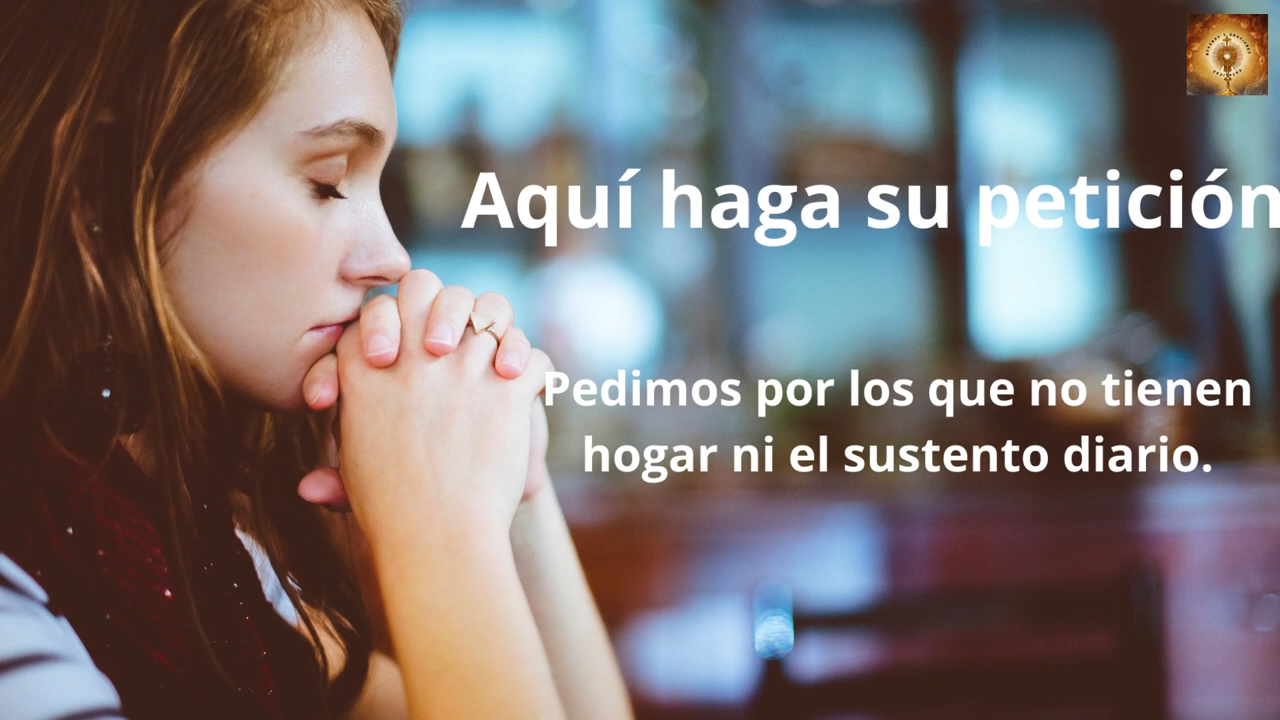 Aquí haga su petición
Pedimos por los que no tienen
hogar ni el sustento diario.